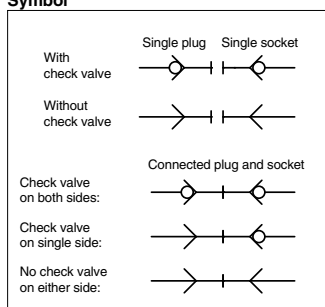 Symbol
Single plug Single socket
With
check valve
Without
check valve
Connected plug and socket
Check valve
on both sides:
Check valve
on single side:
No check valve
on either side: